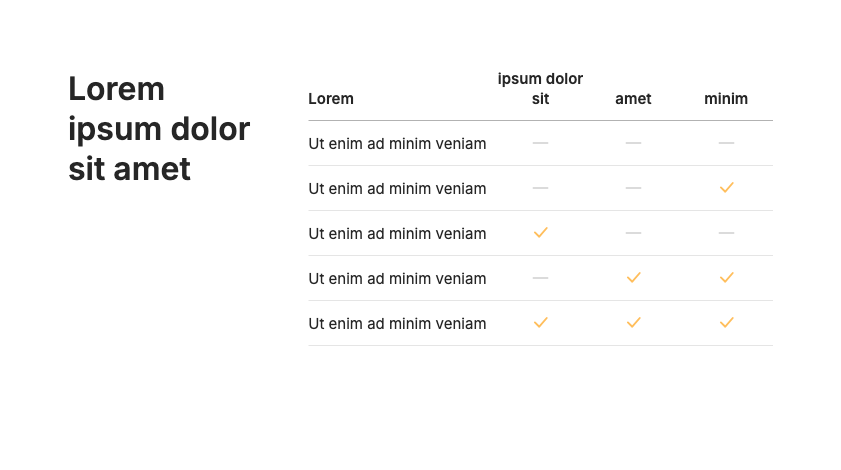 Lorem
ipsum dolor
sit amet
Lorem ipsum dolor sit amet minim
Ut enim ad minim veniam — — —
Ut enim ad minim veniam — — ✓
Ut enim ad minim veniam ✓ — —
Ut enim ad minim veniam — ✓ ✓
Ut enim ad minim veniam ✓ ✓ ✓